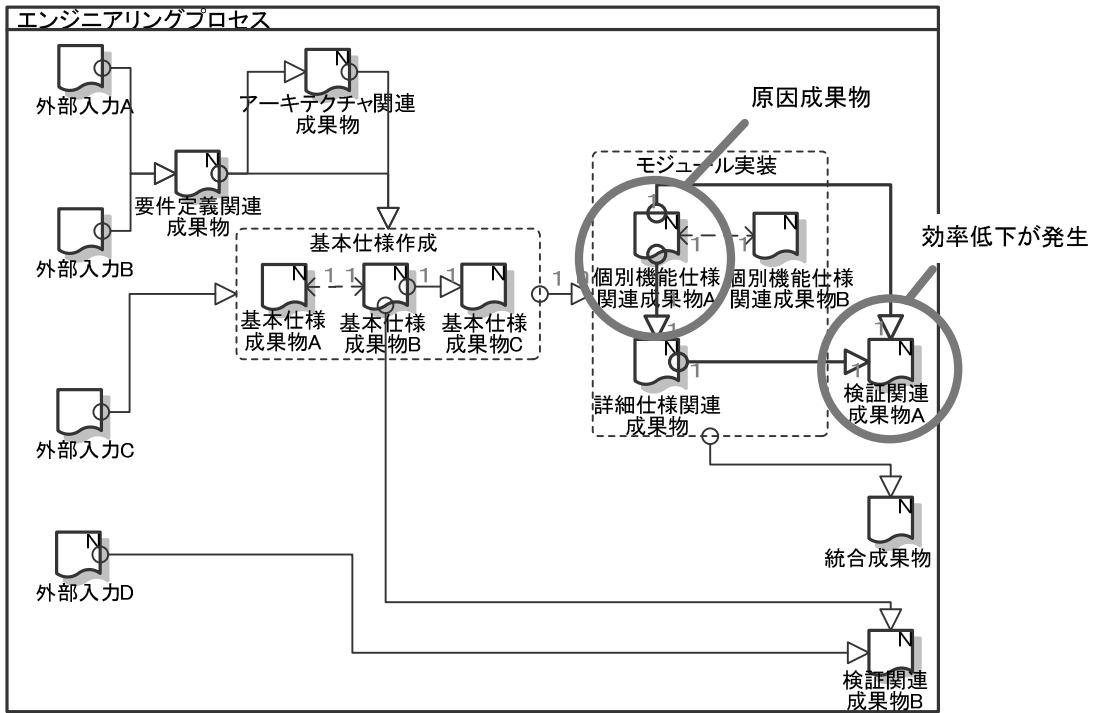 エンジニアリングプロセス
N
外部入力A
N
アーキテクチャ関連
成果物
原因成果物
N
要件定義関連
成果物
外部入力B
モジュール実装
1
N
1
1
個別機能仕様
関連成果物A
N
個別機能仕様
関連成果物B
効率低下が発生
基本仕様作成
N
1
1
N
1
1
N
1
基本仕様
成果物A
基本仕様
成果物B
基本仕様
成果物C
1
N
1
詳細仕様関連
成果物
1
1
N
検証関連
成果物A
外部入力C
N
統合成果物
N
外部入力D
N
検証関連
成果物B